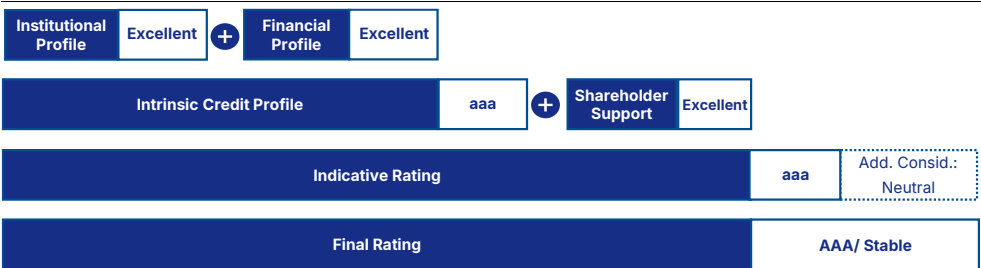 Institutional
Profile
Excellent
+
Financial
Profile
Excellent
Intrinsic Credit Profile
aaa
+
Shareholder
Support
Excellent
Indicative Rating
aaa
Add. Consid.:
Neutral
Final Rating
AAA/ Stable